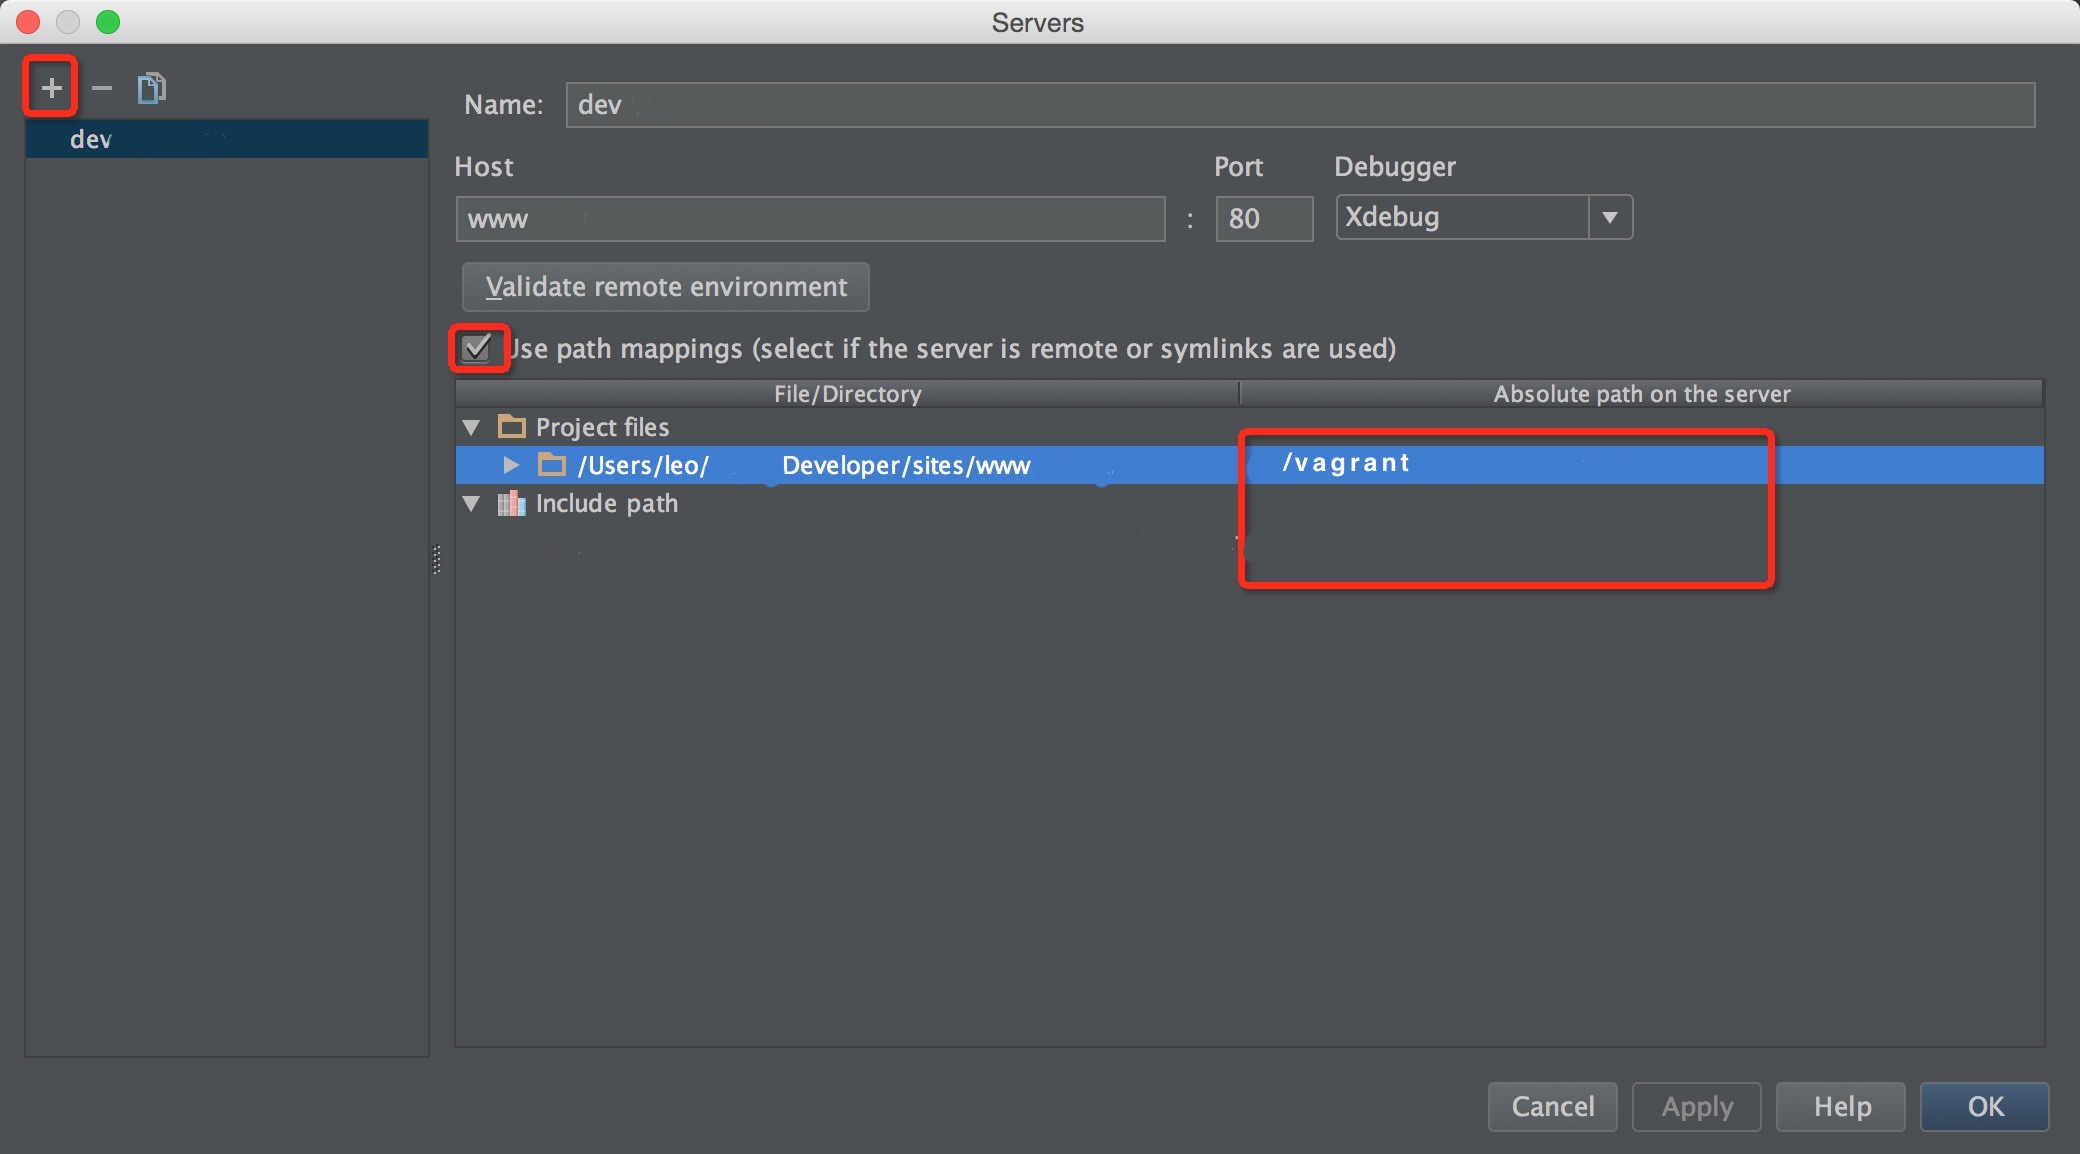 Servers
dev
Name: dev
Host Port Debugger
www : 80 Xdebug
Validate remote environment
Use path mappings (select if the server is remote or symlinks are used)
File/Directory Absolute path on the server
Project files
/Users/leo/ Developer/sites/www /vagrant
Include path
Cancel Apply Help OK